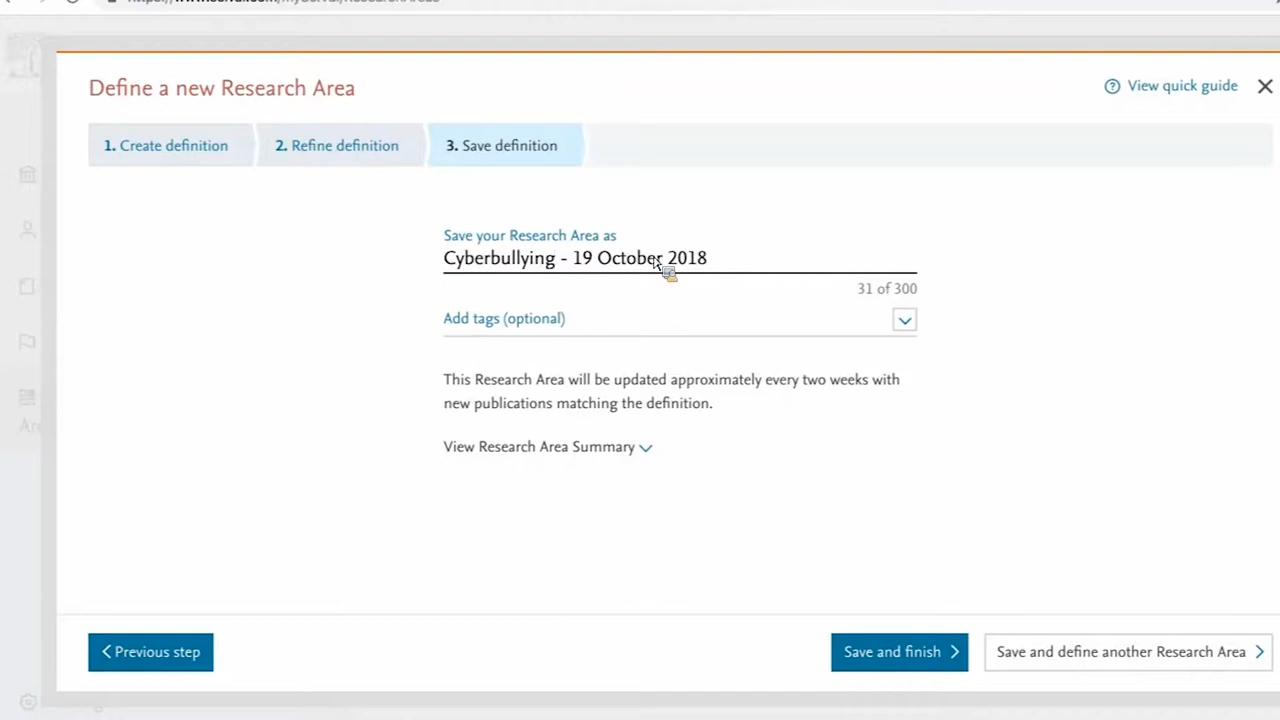 Define a new Research Area
View quick guide
1. Create definition
2. Refine definition
3. Save definition
Save your Research Area as
Cyberbullying - 19 October 2018
31 of 300
Add tags (optional)
This Research Area will be updated approximately every two weeks with
new publications matching the definition.
View Research Area Summary
Previous step
Save and finish
Save and define another Research Area